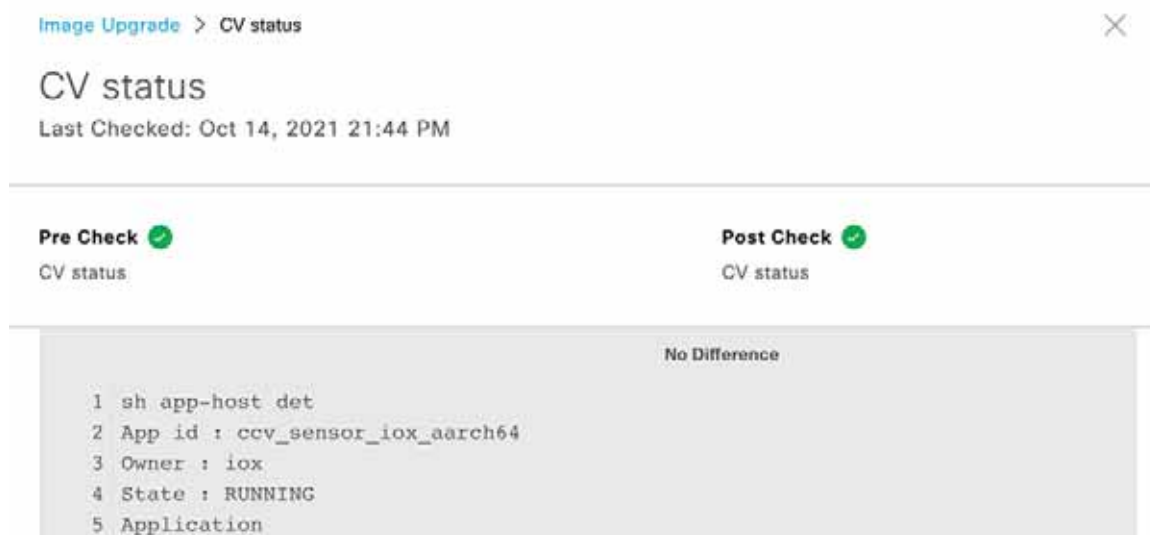 Image Upgrade > CV status
CV status
Last Checked: Oct 14, 2021 21:44 PM
Pre Check
Post Check
CV status
CV status
No Difference
1 sh app-host det
2 App id : ccv_sensor_iox_aarch64
3 Owner : iox
4 State : RUNNING
5 Application